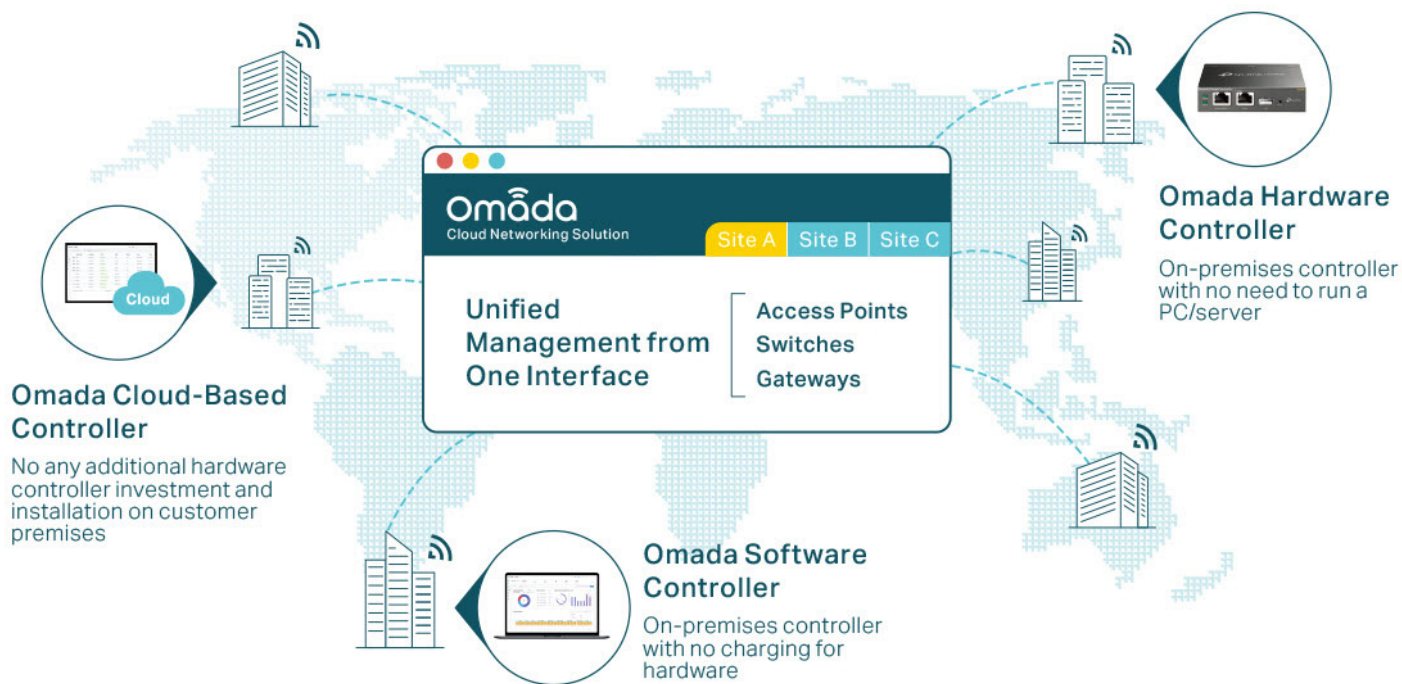 Omada
Cloud Networking Solution
Site A
Site B
Site C
Unified
Management from
One Interface
Access Points
Switches
Gateways
Omada Hardware
Controller
On-premises controller
with no need to run a
PC/server
Cloud
Omada Cloud-Based
Controller
No any additional hardware
controller investment and
installation on customer
premises
Omada Software
Controller
On-premises controller
with no charging for
hardware